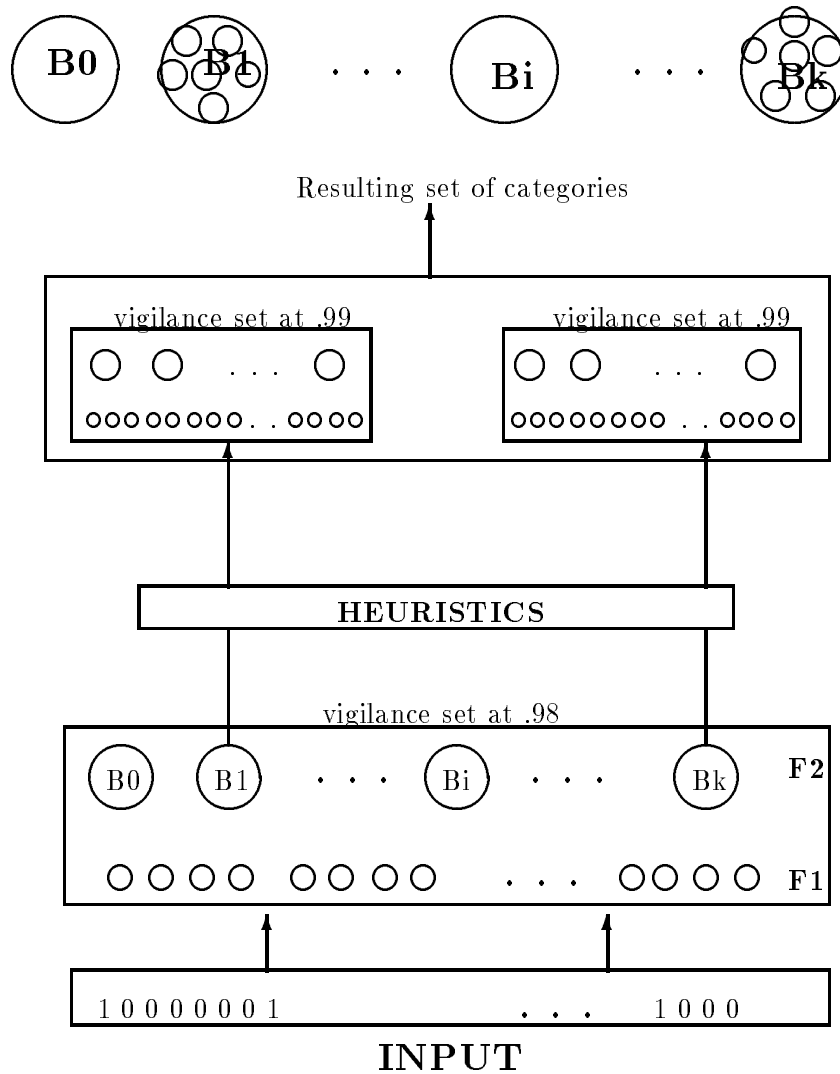 B0 B1 . . . Bi . . . Bk
Resulting set of categories
vigilance set at .99 vigilance set at .99
. . . . . .
. . . .
HEURISTICS
vigilance set at .98
B0 B1 . . . Bi . . . Bk F2
. . . F1
1 0 0 0 0 0 0 1 . . . 1 0 0 0
INPUT